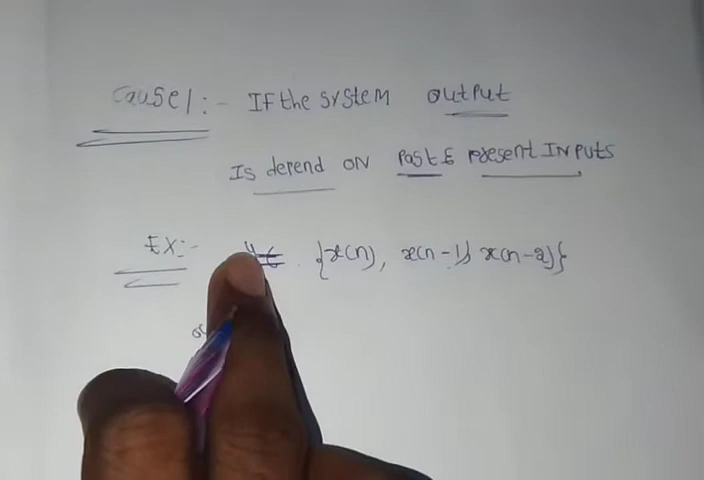 Causel :- IF the system output
Is depend on Past & present Inputs
Ex:- {x(n), x(n-1), x(n-2)}